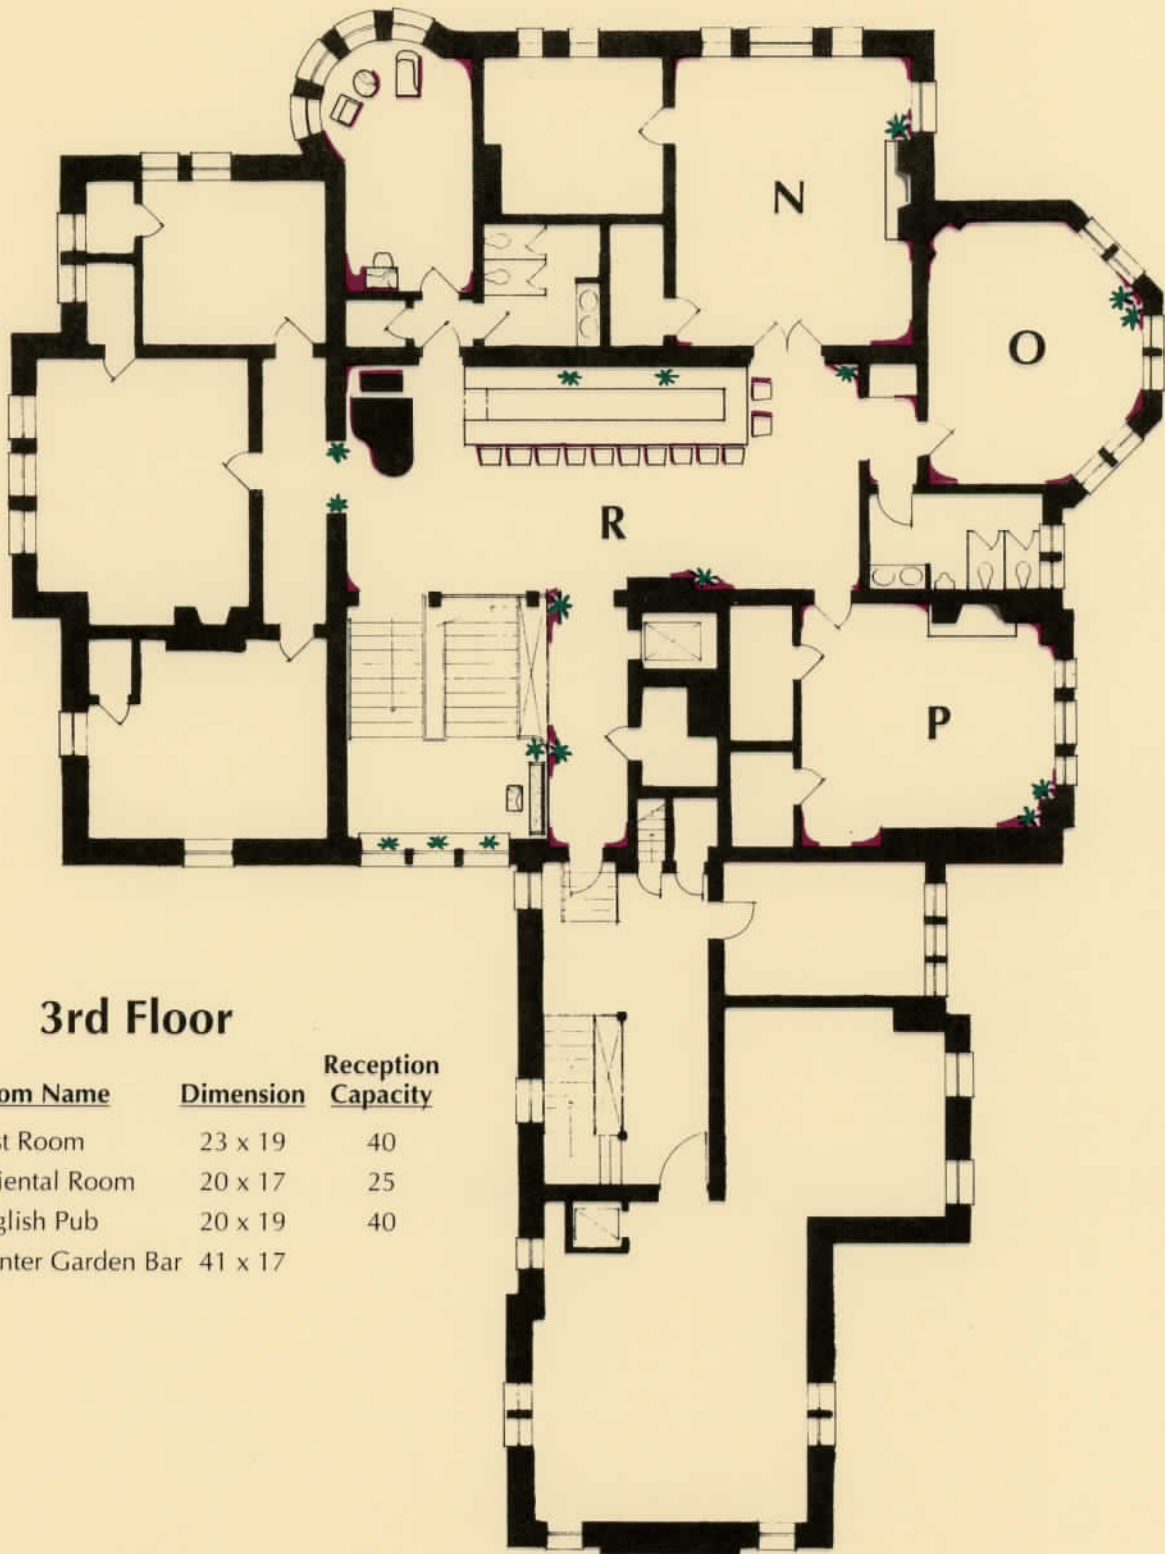 N
O
R
P
3rd Floor
Reception
om Name Dimension Capacity
st Room 23 x 19 40
iental Room 20 x 17 25
glish Pub 20 x 19 40
nter Garden Bar 41 x 17